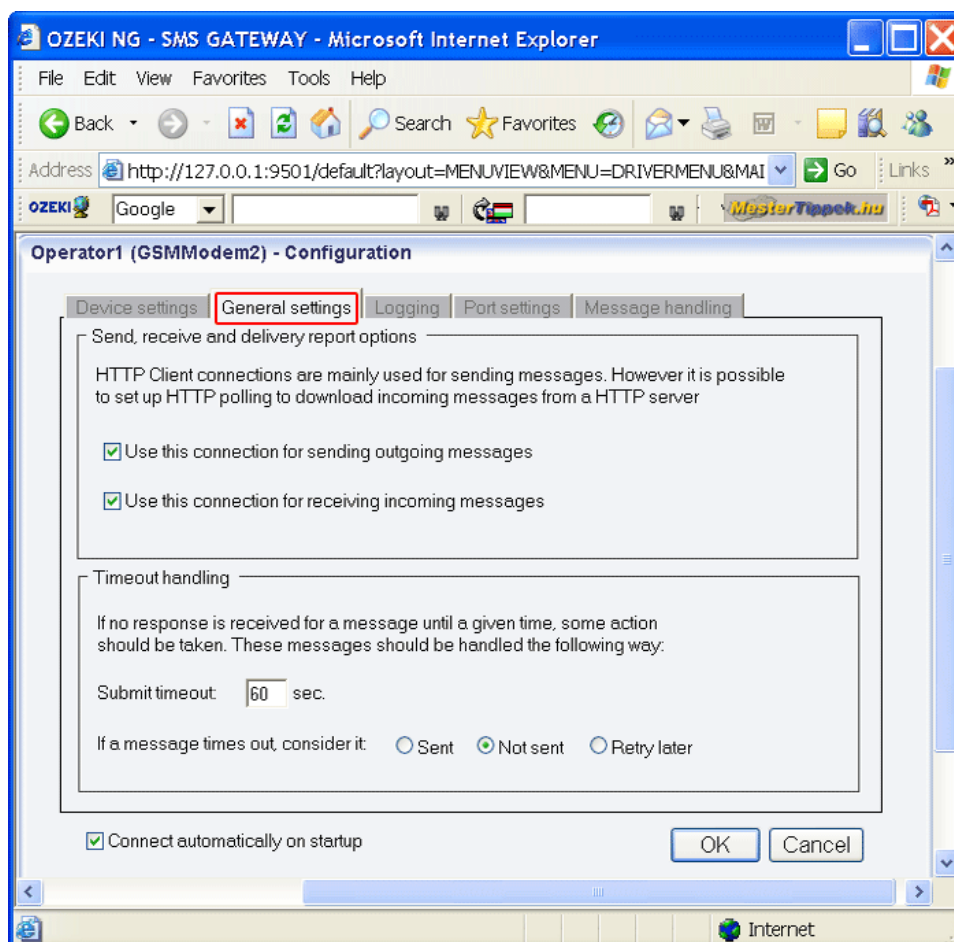 OZEKI NG - SMS GATEWAY - Microsoft Internet Explorer
File Edit View Favorites Tools Help
Back Search Favorites
Address http://127.0.0.1:9501/default?layout=MENUVIEW&MENU=DRIVERMENU&MAI Go Links »
OZEKI Google MesterTippek.hu
Operator1 (GSMModem2) - Configuration
Device settings General settings Logging Port settings Message handling
Send, receive and delivery report options
HTTP Client connections are mainly used for sending messages. However it is possible
to set up HTTP polling to download incoming messages from a HTTP server
Use this connection for sending outgoing messages
Use this connection for receiving incoming messages
Timeout handling
If no response is received for a message until a given time, some action
should be taken. These messages should be handled the following way:
Submit timeout: 60 sec.
If a message times out, consider it: Sent Not sent Retry later
Connect automatically on startup OK Cancel
Internet